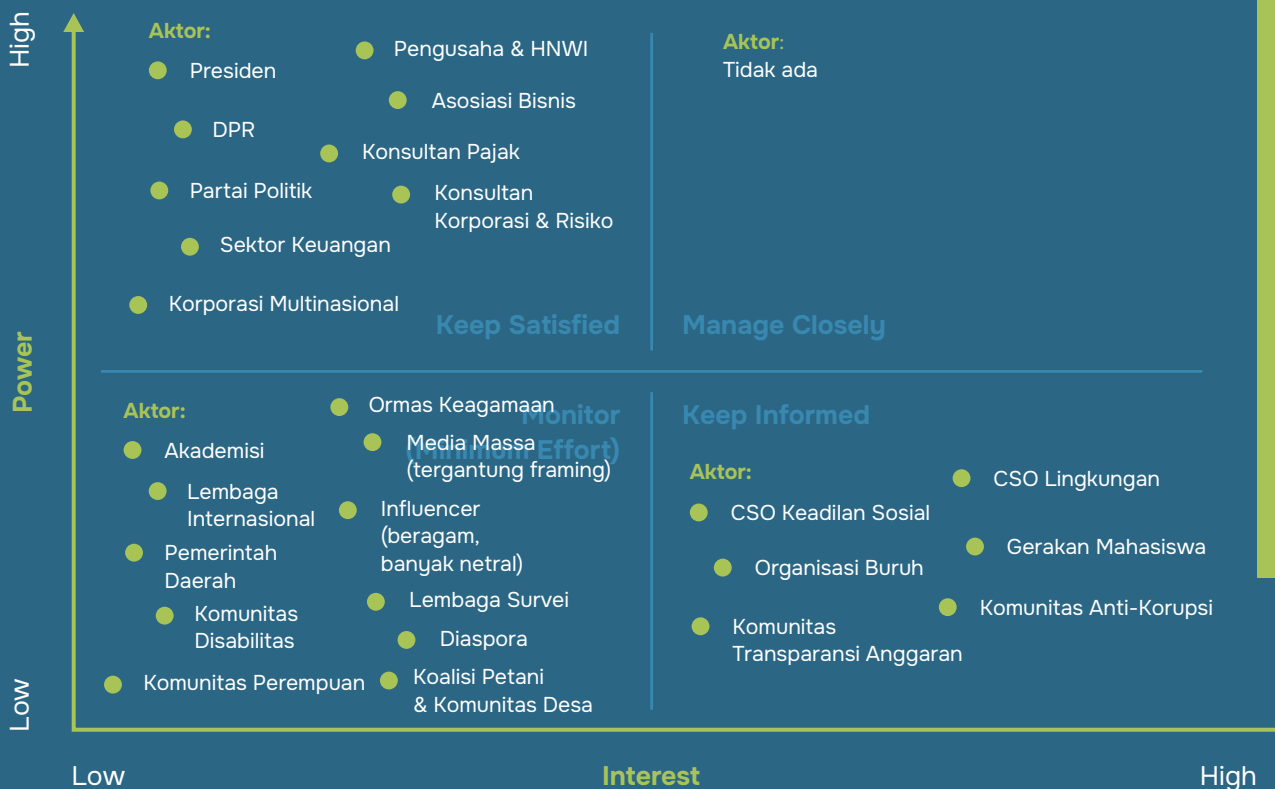 High
Power
Low
Aktor:
Presiden
DPR
Partai Politik
Sektor Keuangan
Korporasi Multinasional
Pengusaha & HNWI
Asosiasi Bisnis
Konsultan Pajak
Konsultan
Korporasi & Risiko
Keep Satisfied
Aktor:
Tidak ada
Manage Closely
Aktor:
Akademisi
Lembaga
Internasional
Pemerintah
Daerah
Komunitas
Disabilitas
Komunitas Perempuan
Ormas Keagamaan
Media Massa
(tergantung framing)
Influencer
(beragam,
banyak netral)
Lembaga Survei
Diaspora
Koalisi Petani
& Komunitas Desa
Monitor
(Minimum Effort)
Keep Informed
Aktor:
CSO Keadilan Sosial
Organisasi Buruh
Komunitas
Transparansi Anggaran
CSO Lingkungan
Gerakan Mahasiswa
Komunitas Anti-Korupsi
Low
Interest
High